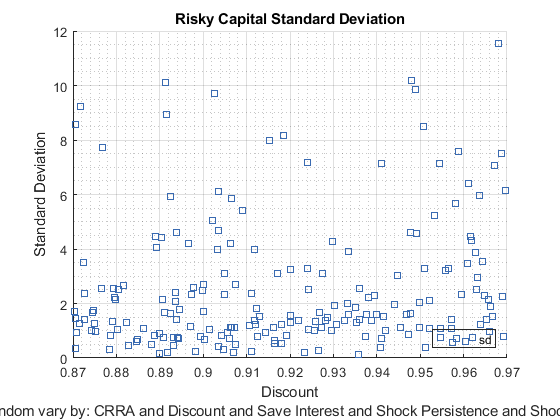 Risky Capital Standard Deviation
Standard Deviation
12
10
8
6
4
2
0
sd
0.87 0.88 0.89 0.9 0.91 0.92 0.93 0.94 0.95 0.96 0.97
Discount
vary by: CRRA and Discount and Save Interest and Shock Persistence and